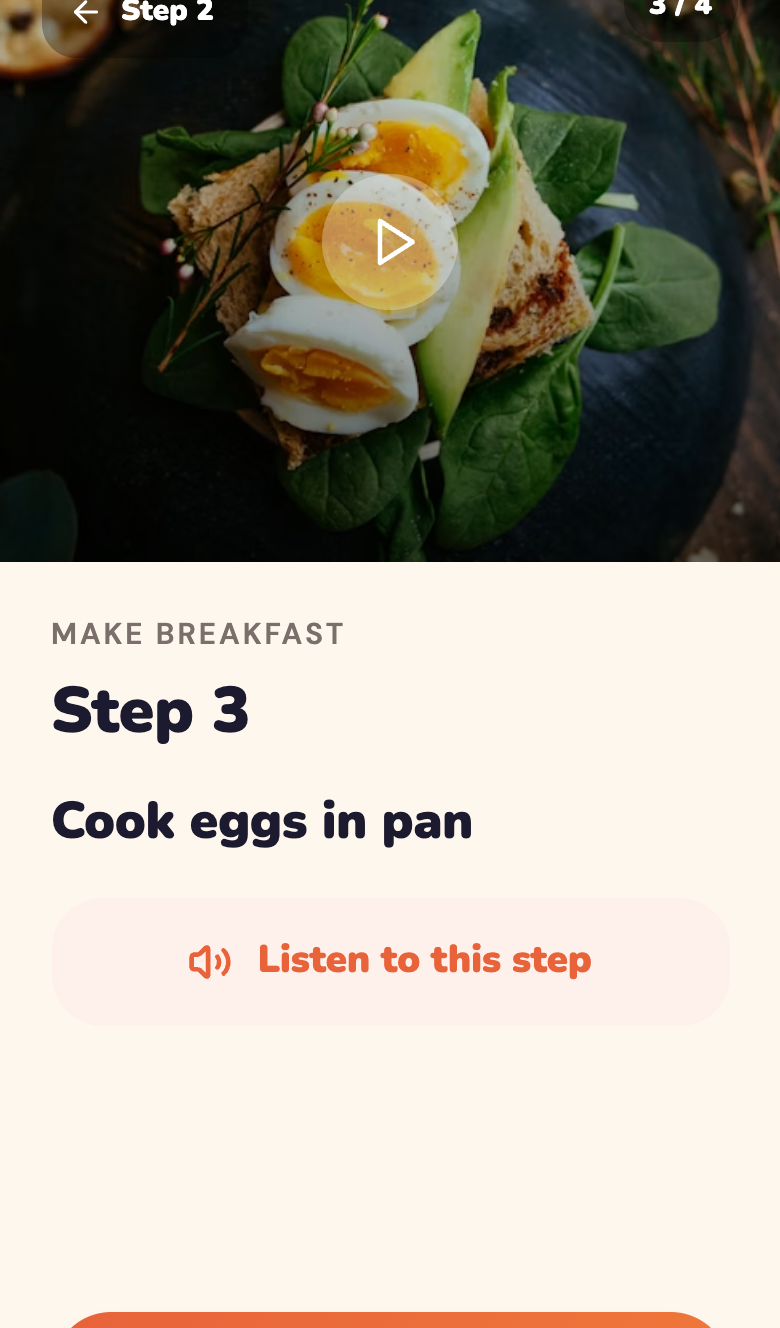 Step 2
3 / 4
MAKE BREAKFAST
Step 3
Cook eggs in pan
Listen to this step